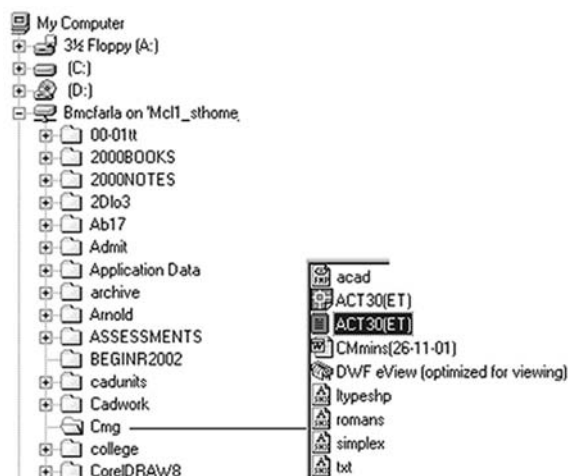 My Computer
3½ Floppy (A:)
(C:)
(D:)
Bmcfarla on 'Mcl1_sthome
00-01tt
2000BOOKS
2000NOTES
2DIo3
Ab17
Admit
Application Data
archive
Arnold
ASSESSMENTS
BEGINR2002
cadunits
Cadwork
Cmg
college
CorelDRAW8
acad
ACT30(ET)
ACT30(ET)
CMmins(26-11-01)
DWF eView (optimized for viewing)
ltypeshp
romans
simplex
txt